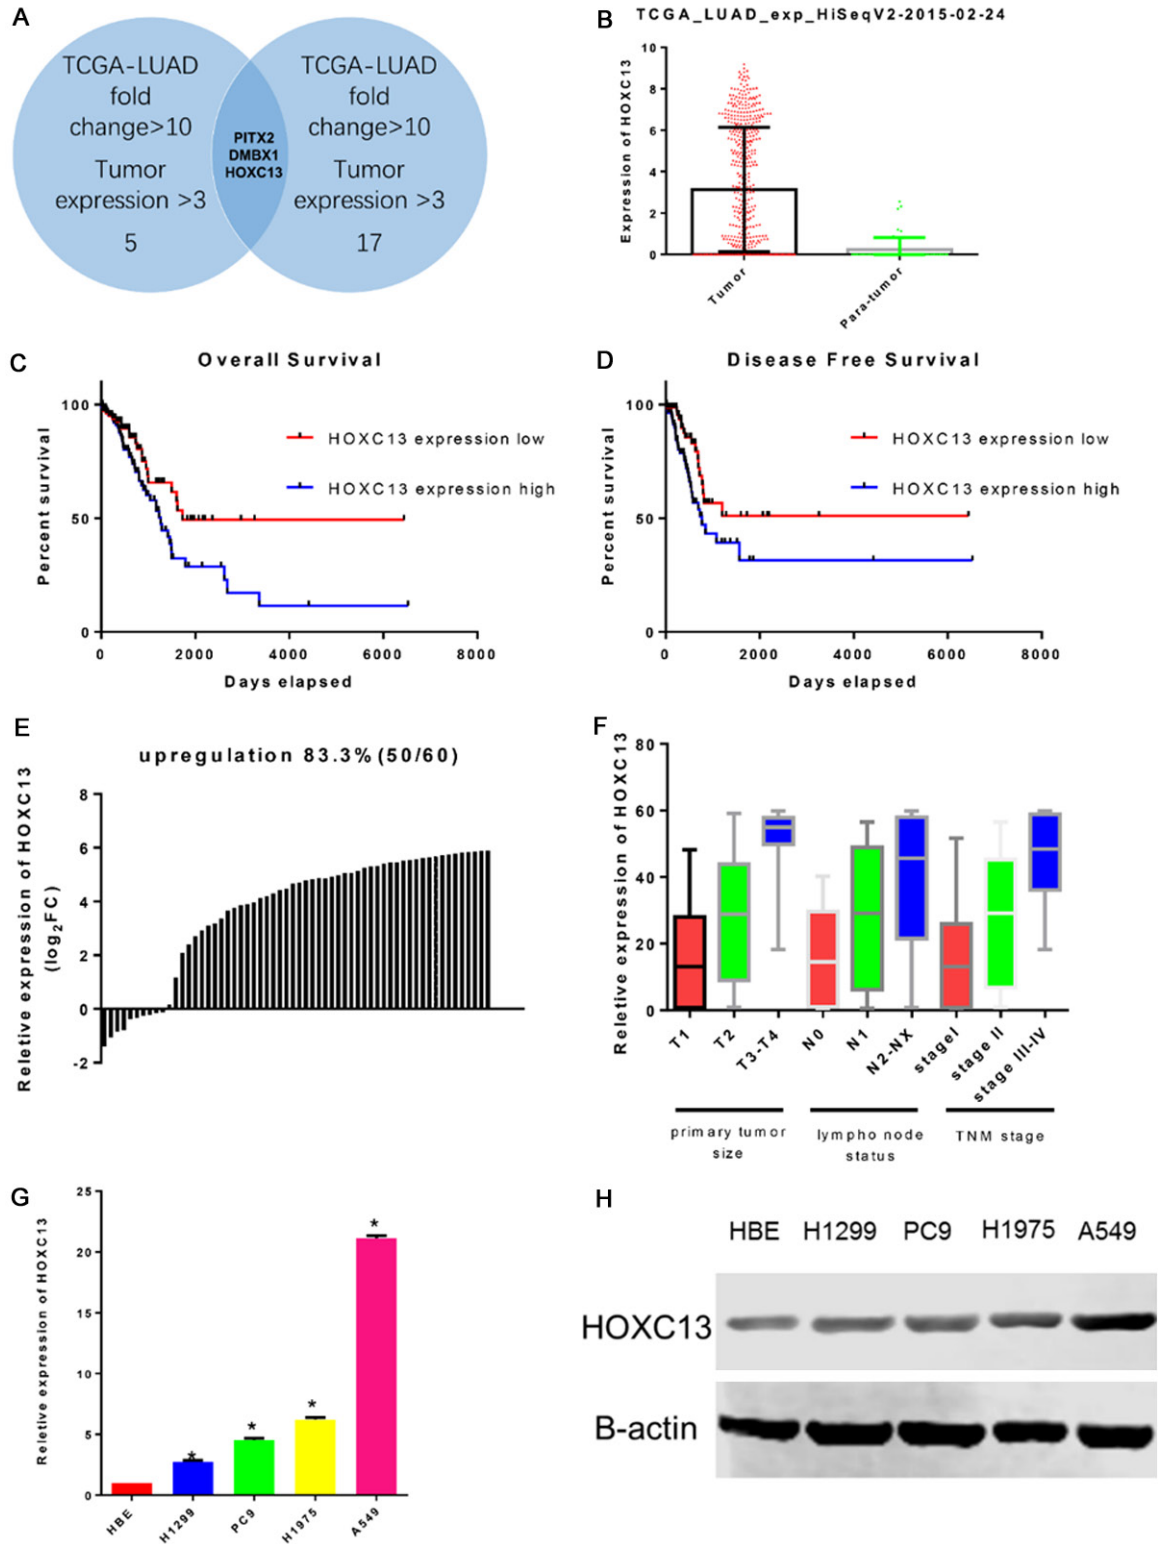 A
TCGA-LUAD
fold
change>10
Tumor
expression >3
5
PITX2
DMBX1
HOXC13
TCGA-LUAD
fold
change>10
Tumor
expression >3
17
B
TCGA_LUAD_exp_HiSeqV2-2015-02-24
Expression of HOXC13
10
8
6
4
2
0
Tumor
Para-tumor
C
Overall Survival
Percent survival
100
50
0
HOXC13 expression low
HOXC13 expression high
0 2000 4000 6000 8000
Days elapsed
D
Disease Free Survival
Percent survival
100
50
0
HOXC13 expression low
HOXC13 expression high
0 2000 4000 6000 8000
Days elapsed
E
upregulation 83.3%(50/60)
Reletive expression of HOXC13
(log2FC)
8
6
4
2
0
-2
F
Reletive expression of HOXC13
80
60
40
20
0
T1
T2
T3-T4
N0
N1
N2-NX
stageI
stage II
stage III-IV
primary tumor
size
lympho node
status
TNM stage
G
Reletive expression of HOXC13
25
20
15
10
5
0
* * * *
HBE
H1299
PC9
H1975
A549
H
HBE H1299 PC9 H1975 A549
HOXC13
B-actin